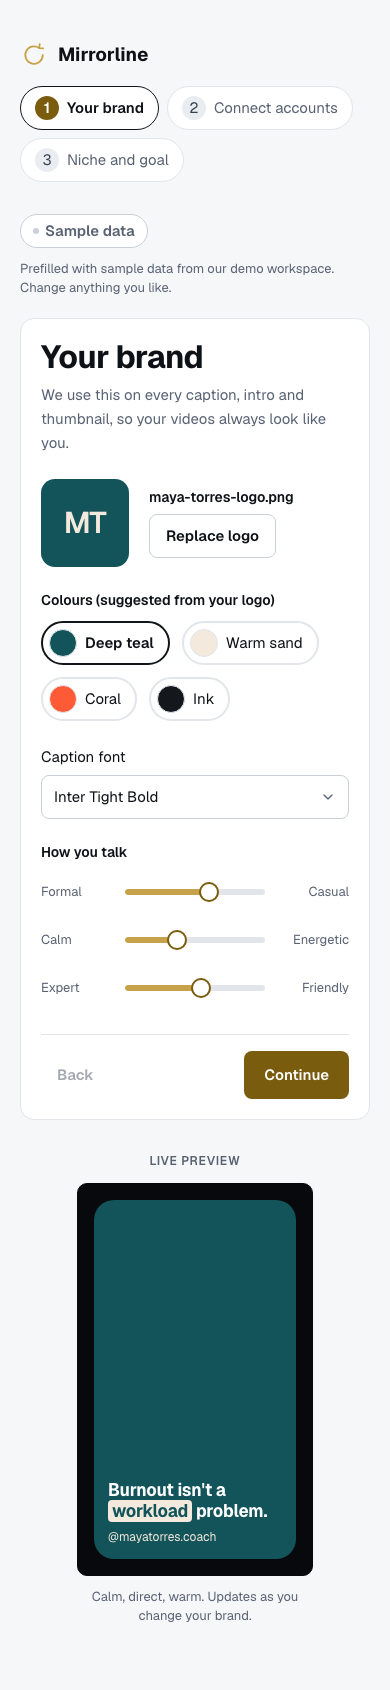 Mirrorline
1 Your brand
2 Connect accounts
3 Niche and goal
Sample data
Prefilled with sample data from our demo workspace.
Change anything you like.
Your brand
We use this on every caption, intro and
thumbnail, so your videos always look like
you.
MT
maya-torres-logo.png
Replace logo
Colours (suggested from your logo)
Deep teal
Warm sand
Coral
Ink
Caption font
Inter Tight Bold
How you talk
Formal
Casual
Calm
Energetic
Expert
Friendly
Back
Continue
LIVE PREVIEW
Burnout isn't a
workload problem.
@mayatorres.coach
Calm, direct, warm. Updates as you
change your brand.